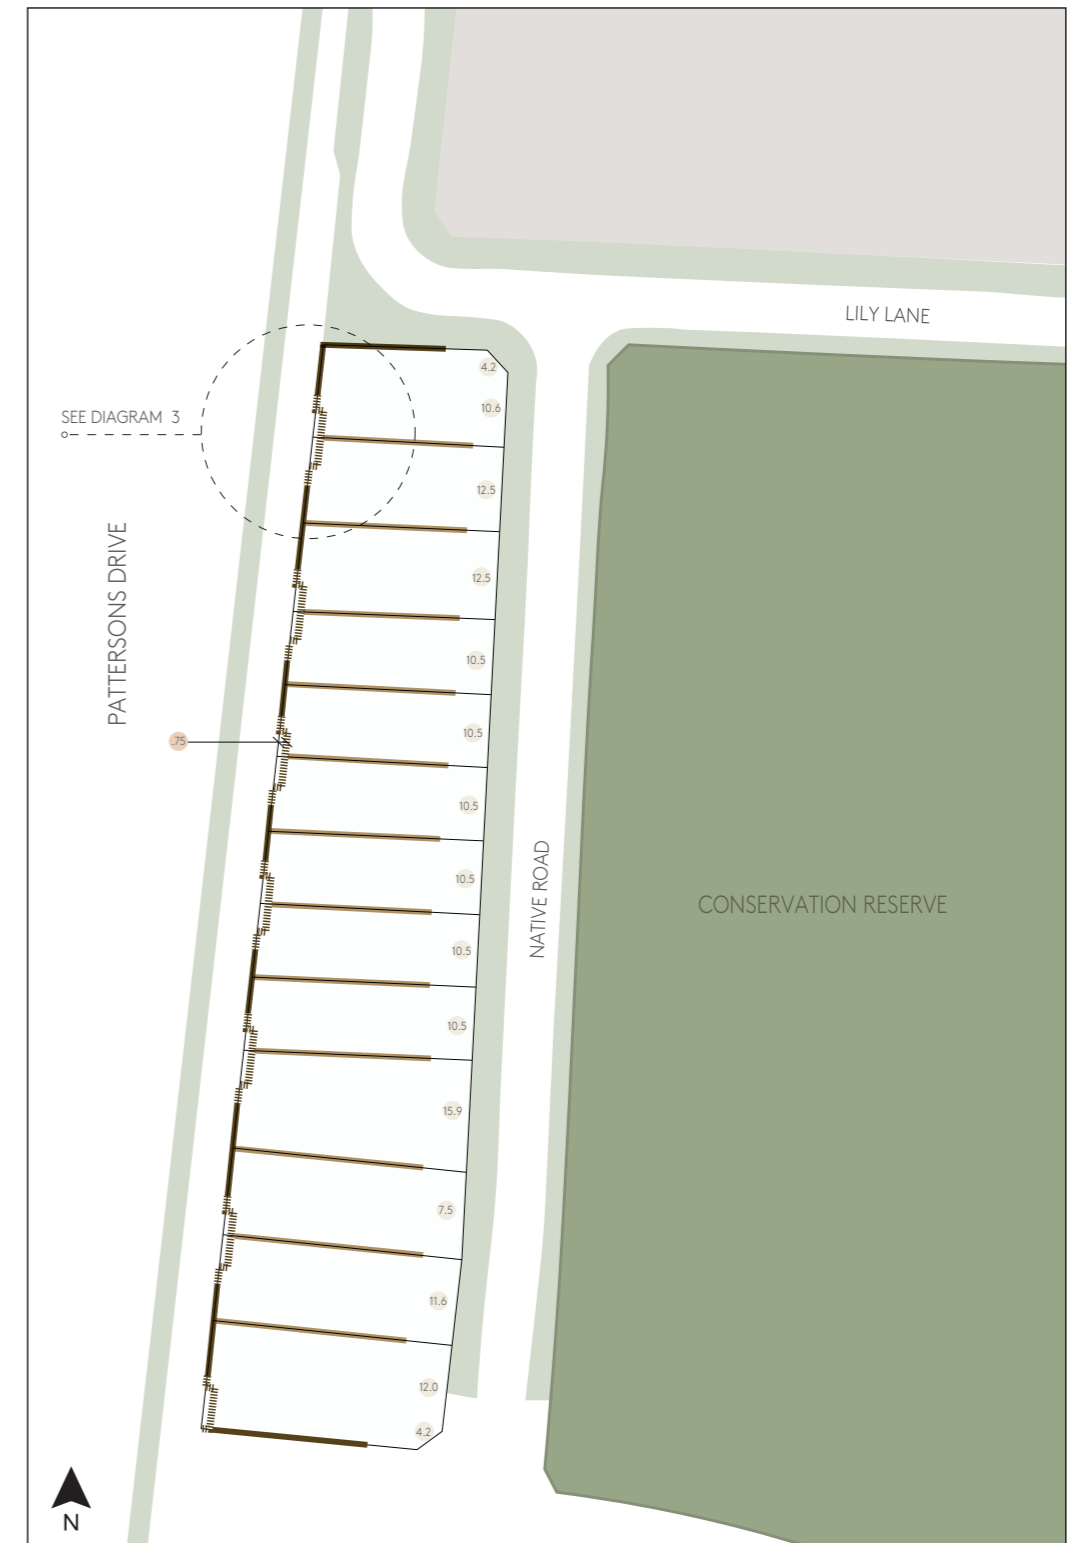 LILY LANE
4.2
SEE DIAGRAM 3
10.6
12.5
PATTERSONS DRIVE
12.5
10.5
10.5
.75
10.5
10.5
NATIVE ROAD
CONSERVATION RESERVE
10.5
10.5
15.9
7.5
11.6
12.0
4.2
N